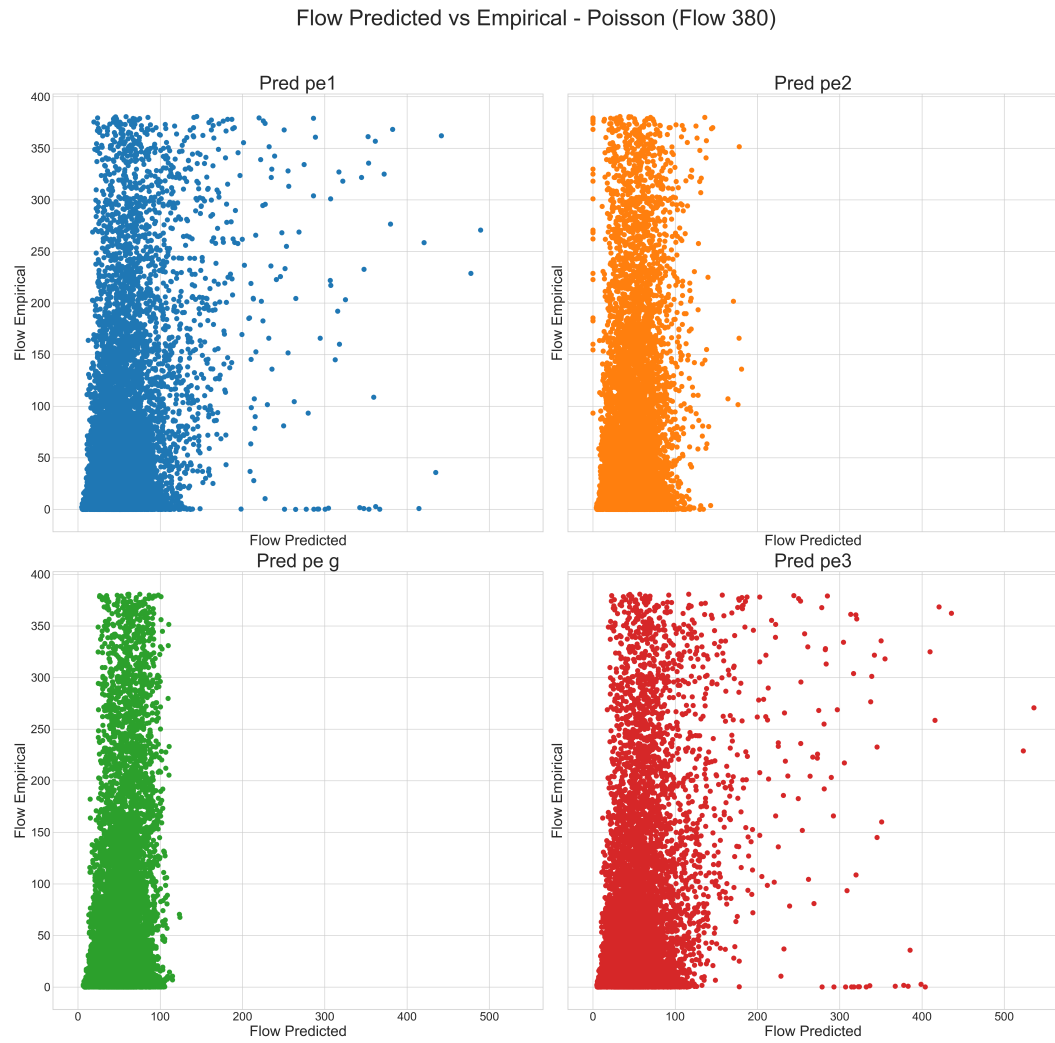 Flow Predicted vs Empirical - Poisson (Flow 380)
Pred pe1
400
350
300
250
200
150
100
50
0
Flow Empirical
Flow Predicted
Pred pe2
Flow Empirical
Flow Predicted
Pred pe g
400
350
300
250
200
150
100
50
0
Flow Empirical
0 100 200 300 400 500
Flow Predicted
Pred pe3
Flow Empirical
0 100 200 300 400 500
Flow Predicted